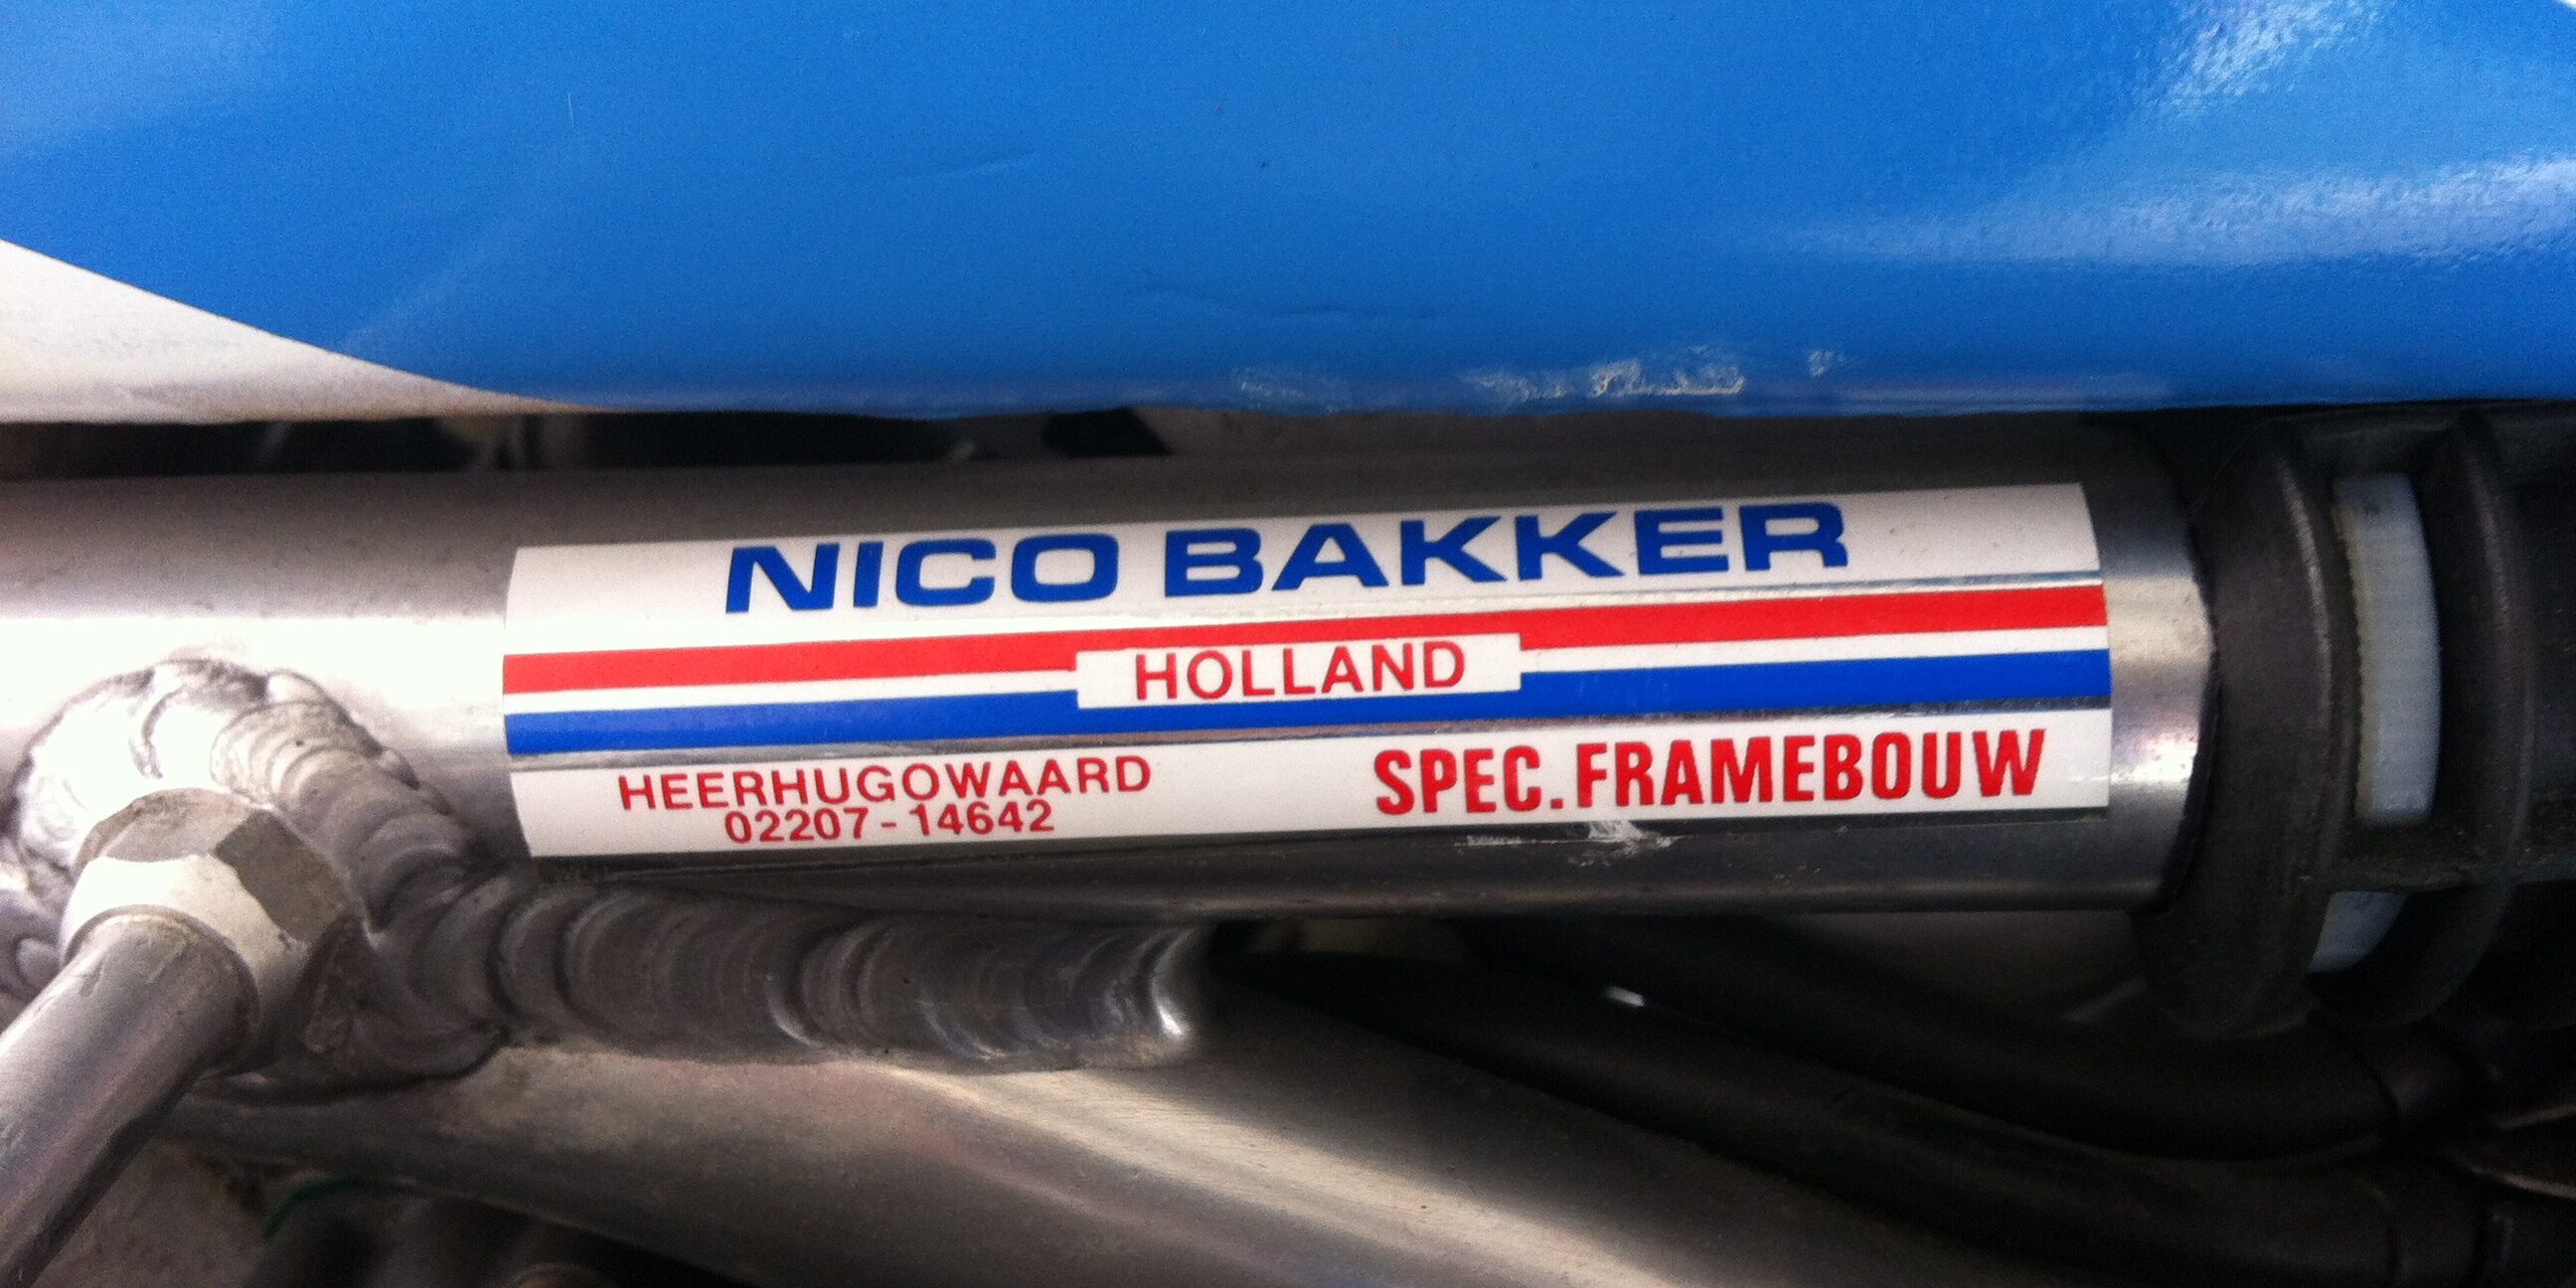 NICO BAKKER
HOLLAND
HEERHUGOWAARD
02207-14642
SPEC.FRAMEBOUW